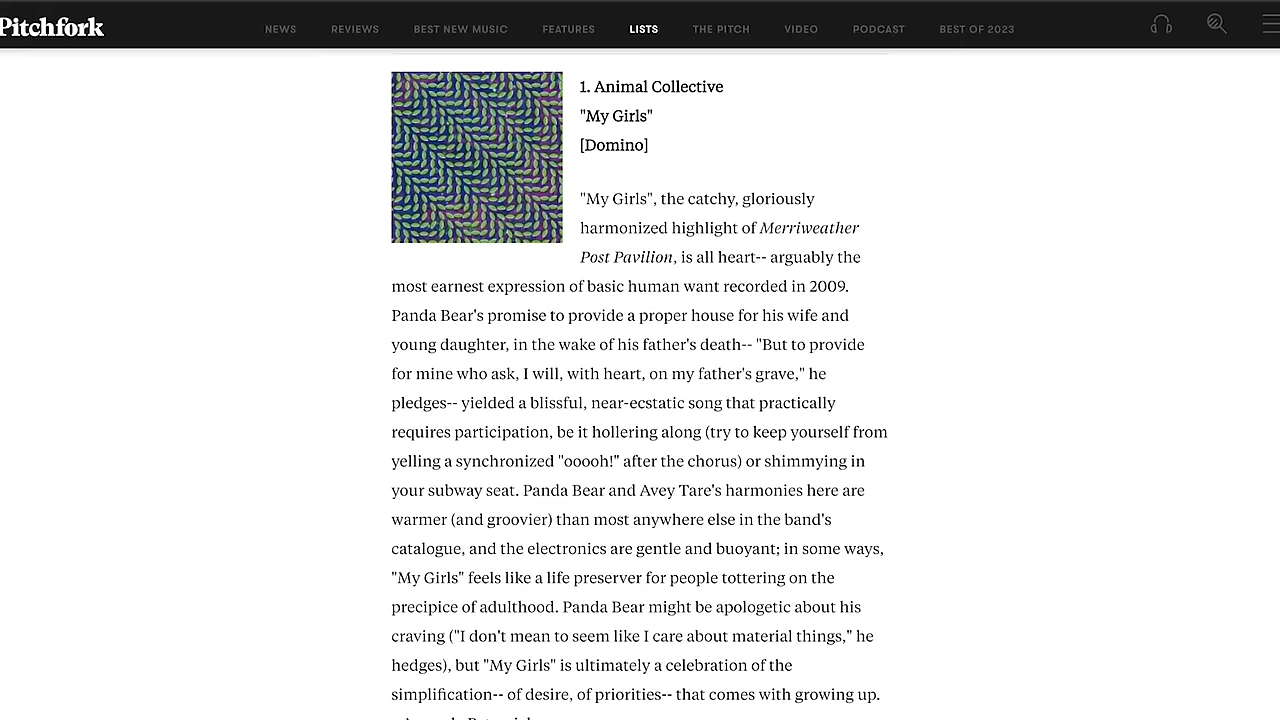 Pitchfork
NEWS REVIEWS BEST NEW MUSIC FEATURES LISTS THE PITCH VIDEO PODCAST BEST OF 2023
1. Animal Collective
"My Girls"
[Domino]
"My Girls", the catchy, gloriously
harmonized highlight of Merriweather
Post Pavilion, is all heart-- arguably the
most earnest expression of basic human want recorded in 2009.
Panda Bear's promise to provide a proper house for his wife and
young daughter, in the wake of his father's death-- "But to provide
for mine who ask, I will, with heart, on my father's grave," he
pledges-- yielded a blissful, near-ecstatic song that practically
requires participation, be it hollering along (try to keep yourself from
yelling a synchronized "ooooh!" after the chorus) or shimmying in
your subway seat. Panda Bear and Avey Tare's harmonies here are
warmer (and groovier) than most anywhere else in the band's
catalogue, and the electronics are gentle and buoyant; in some ways,
"My Girls" feels like a life preserver for people tottering on the
precipice of adulthood. Panda Bear might be apologetic about his
craving ("I don't mean to seem like I care about material things," he
hedges), but "My Girls" is ultimately a celebration of the
simplification-- of desire, of priorities-- that comes with growing up.